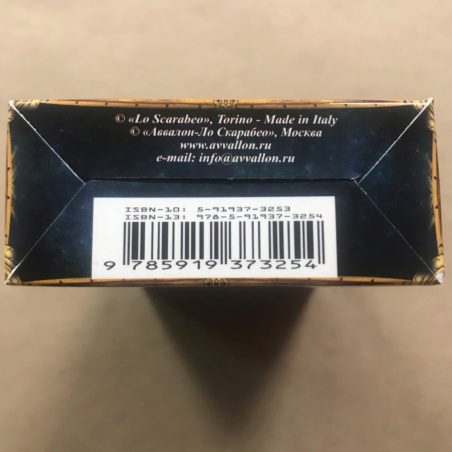 © «Lo Scarabeo», Torino - Made in Italy
© «Аввалон-Ло Скарабео», Москва
www.avvallon.ru
e-mail: info@avvallon.ru
ISBN-10: 5-91937-3253
ISBN-13: 978-5-91937-3254
9 785919 373254